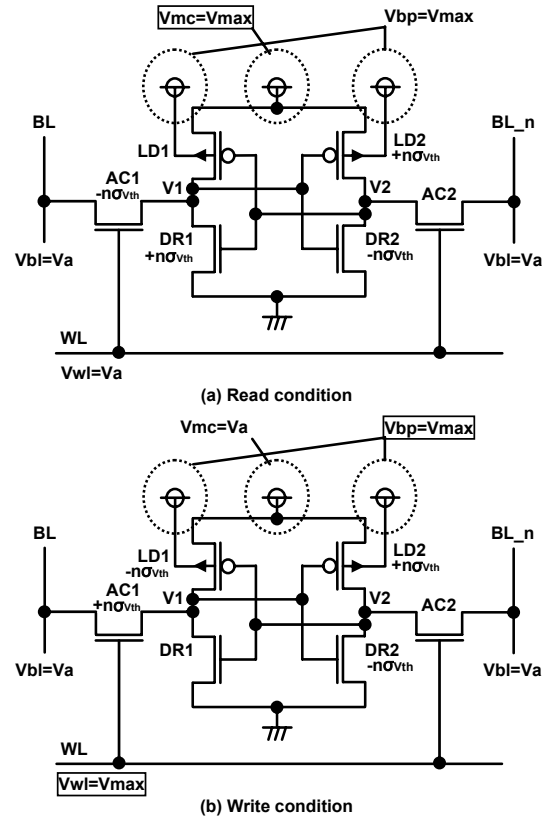 Vmc=Vmax
Vbp=Vmax
BL
BL_n
LD1
LD2
+nσVth
AC1
-nσVth
V1
V2
AC2
DR1
+nσVth
DR2
-nσVth
Vbl=Va
Vbl=Va
WL
Vwl=Va
(a) Read condition
Vmc=Va
Vbp=Vmax
BL
BL_n
LD1
-nσVth
LD2
+nσVth
AC1
+nσVth
V1
V2
AC2
DR1
DR2
-nσVth
Vbl=Va
Vbl=Va
WL
Vwl=Vmax
(b) Write condition